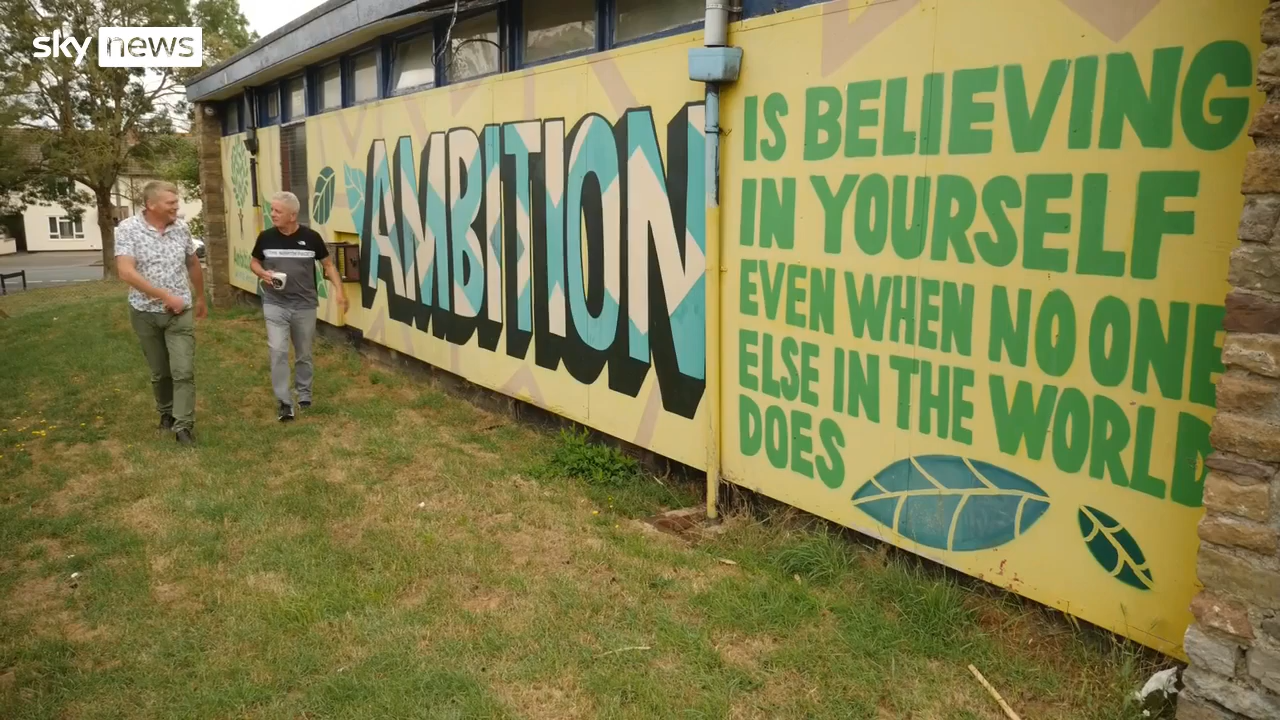 sky news
AMBITION
IS BELIEVING
IN YOURSELF
EVEN WHEN NO ONE
ELSE IN THE WORLD
DOES